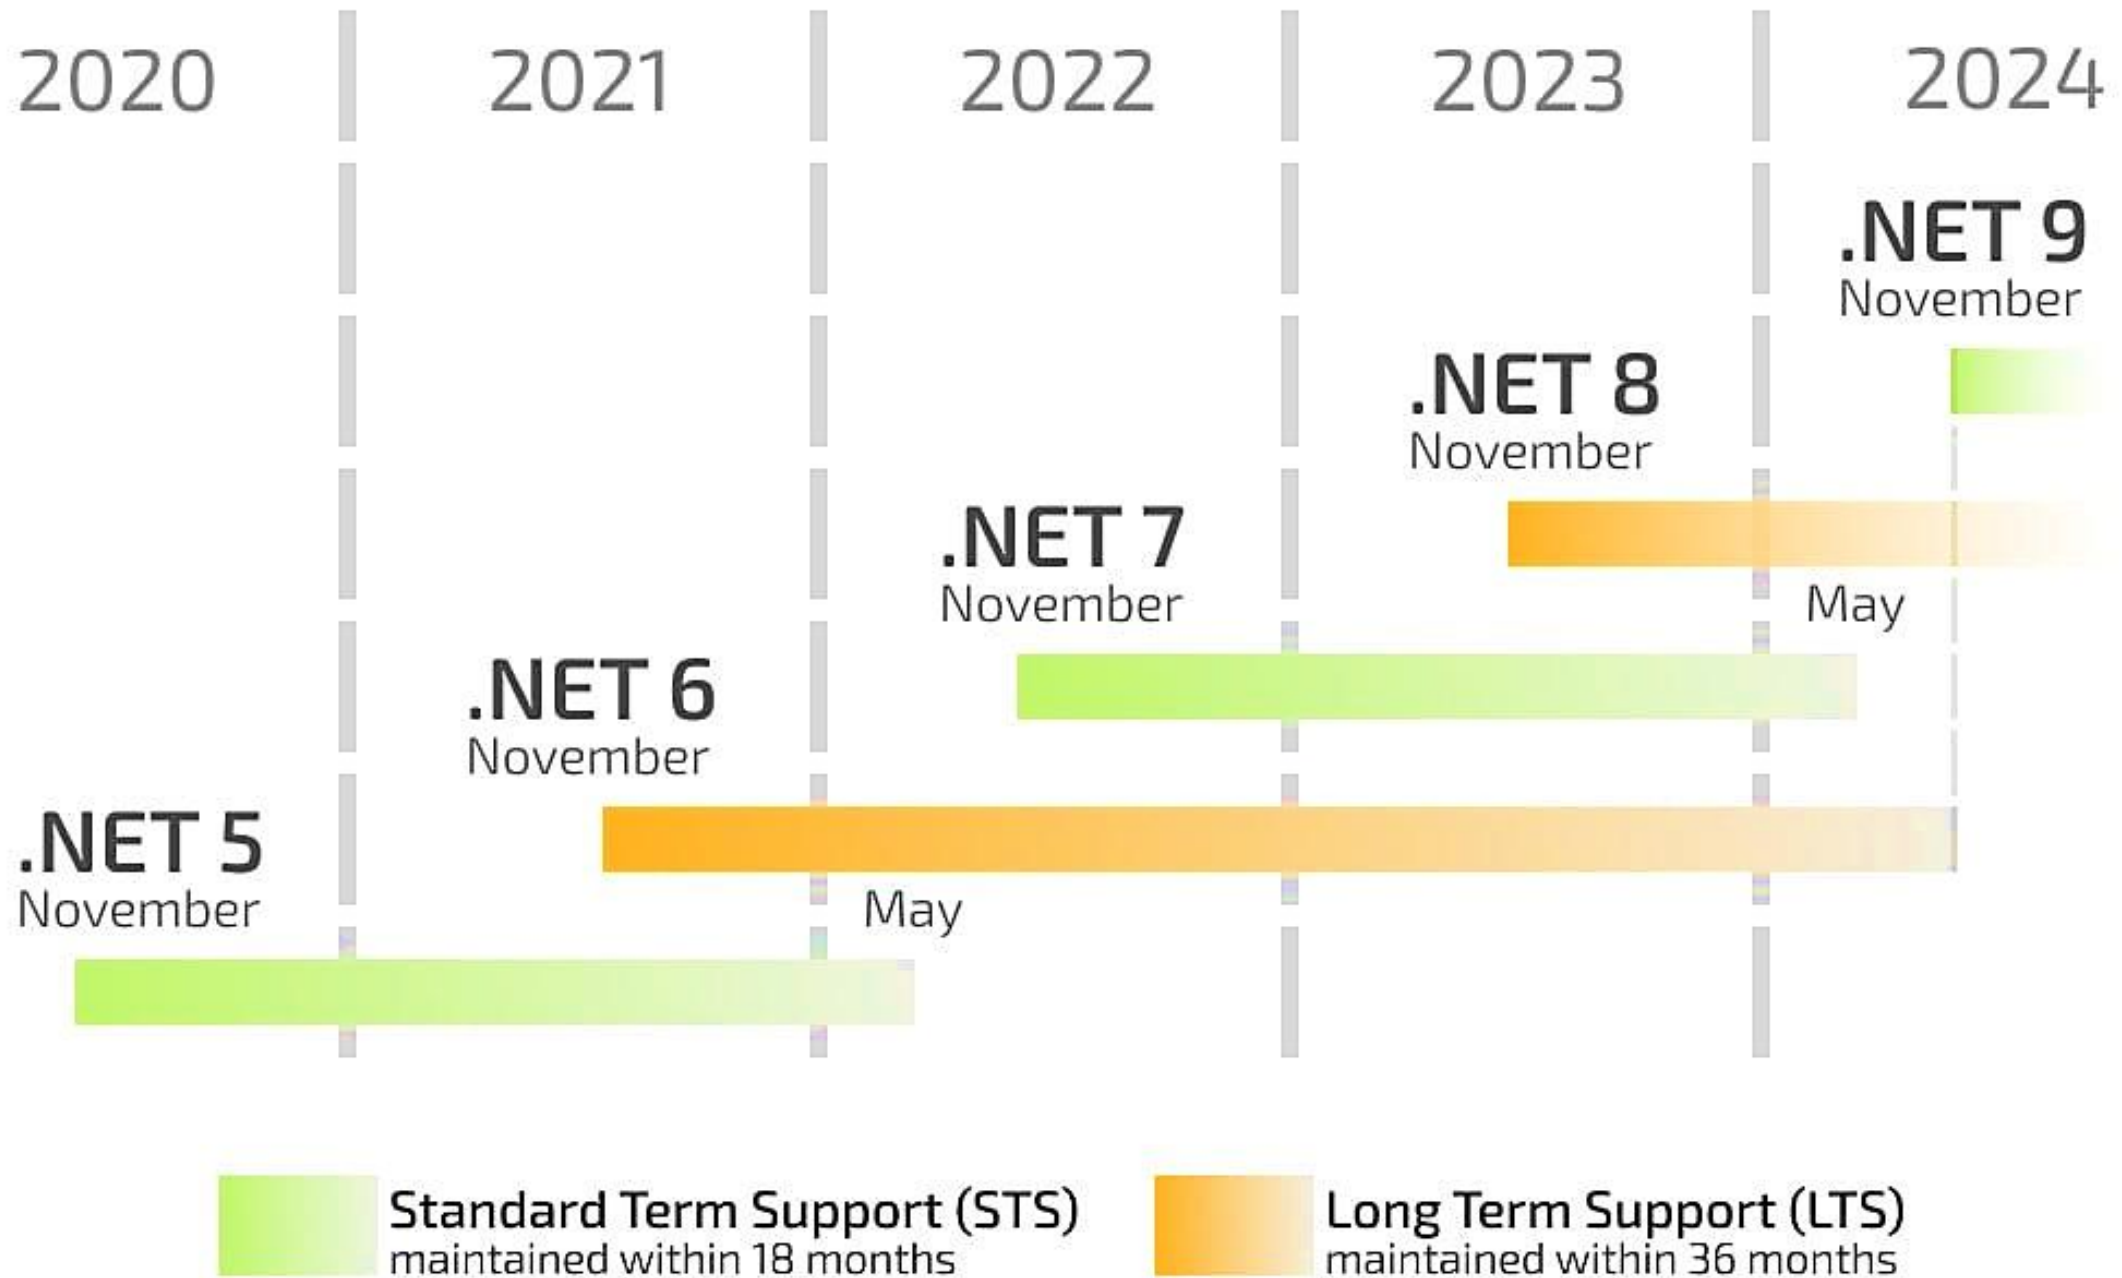 2020
2021
2022
2023
2024
.NET 9
November
.NET 8
November
.NET 7
November
May
.NET 6
November
.NET 5
November
May
Standard Term Support (STS)
maintained within 18 months
Long Term Support (LTS)
maintained within 36 months